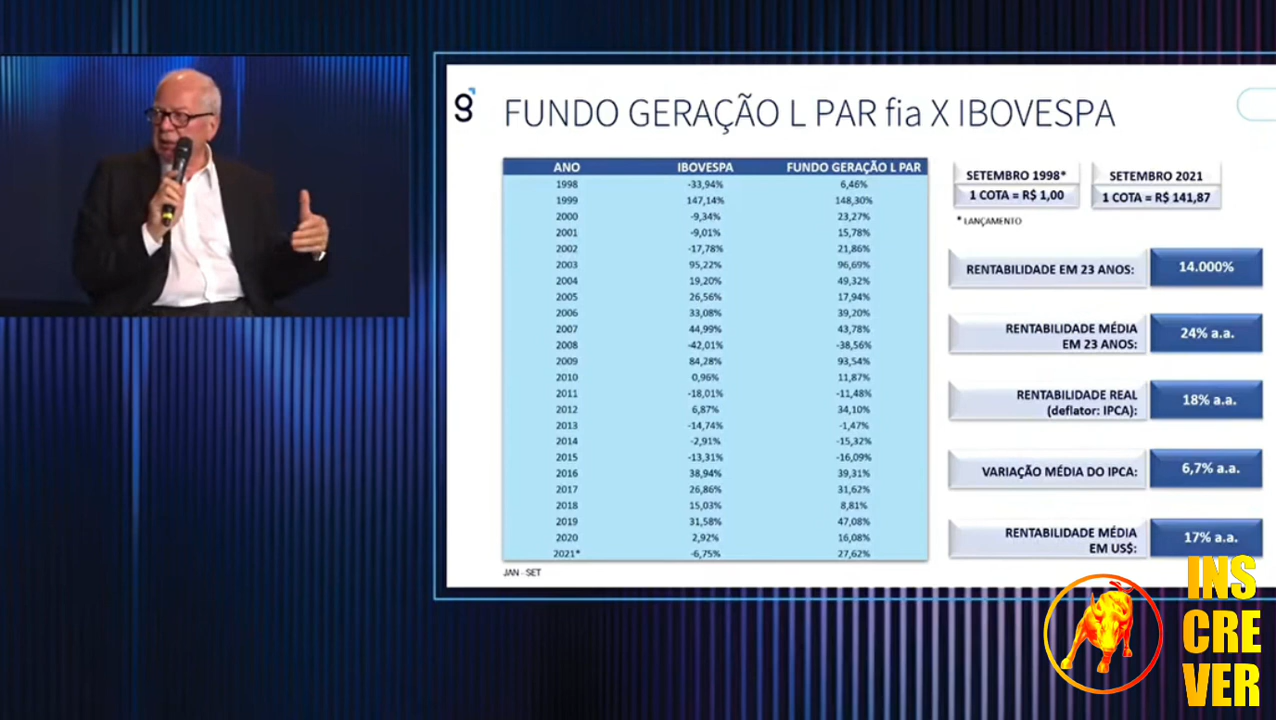 g
FUNDO GERAÇÃO L PAR fia X IBOVESPA
ANO IBOVESPA FUNDO GERAÇÃO L PAR
1998 -33,94% 6,46%
1999 147,14% 148,30%
2000 -9,34% 23,27%
2001 -9,01% 15,78%
2002 -17,78% 21,86%
2003 95,22% 96,69%
2004 19,20% 49,32%
2005 26,56% 17,94%
2006 33,08% 39,20%
2007 44,99% 43,78%
2008 -42,01% -38,56%
2009 84,28% 93,54%
2010 0,96% 11,87%
2011 -18,01% -11,48%
2012 6,87% 34,10%
2013 -14,74% -1,47%
2014 -2,91% -15,32%
2015 -13,31% -16,09%
2016 38,94% 39,31%
2017 26,86% 31,62%
2018 15,03% 8,81%
2019 31,58% 47,08%
2020 2,92% 16,08%
2021* -6,75% 27,62%
JAN - SET
SETEMBRO 1998* SETEMBRO 2021
1 COTA = R$ 1,00 1 COTA = R$ 141,87
* LANÇAMENTO
RENTABILIDADE EM 23 ANOS: 14.000%
RENTABILIDADE MÉDIA
EM 23 ANOS: 24% a.a.
RENTABILIDADE REAL
(deflator: IPCA): 18% a.a.
VARIAÇÃO MÉDIA DO IPCA: 6,7% a.a.
RENTABILIDADE MÉDIA
EM US$: 17% a.a.
INS
CRE
VER